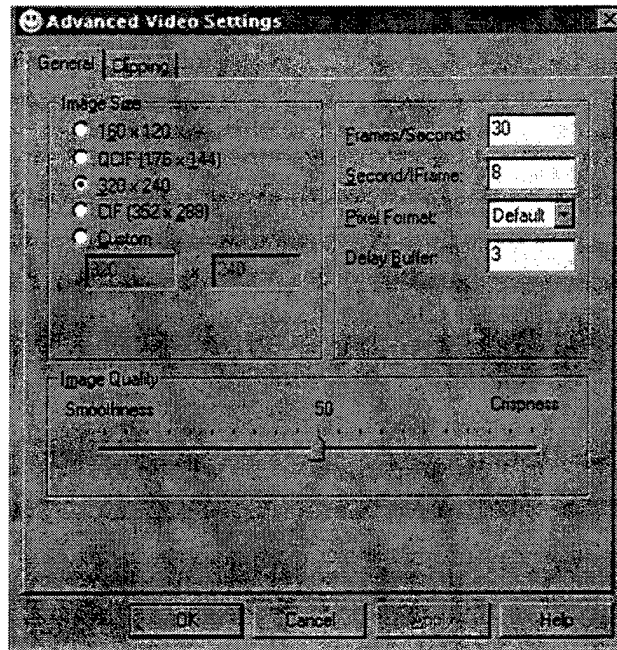 Advanced Video Settings
General Clipping
Image Size
160 x 120
QCIF (176 x 144)
320 x 240
CIF (352 x 288)
Custom
320 x 240
Frames/Second: 30
Second/IFrame: 8
Pixel Format: Default
Delay Buffer: 3
Image Quality
Smoothness 50 Crispness
OK Cancel Apply Help